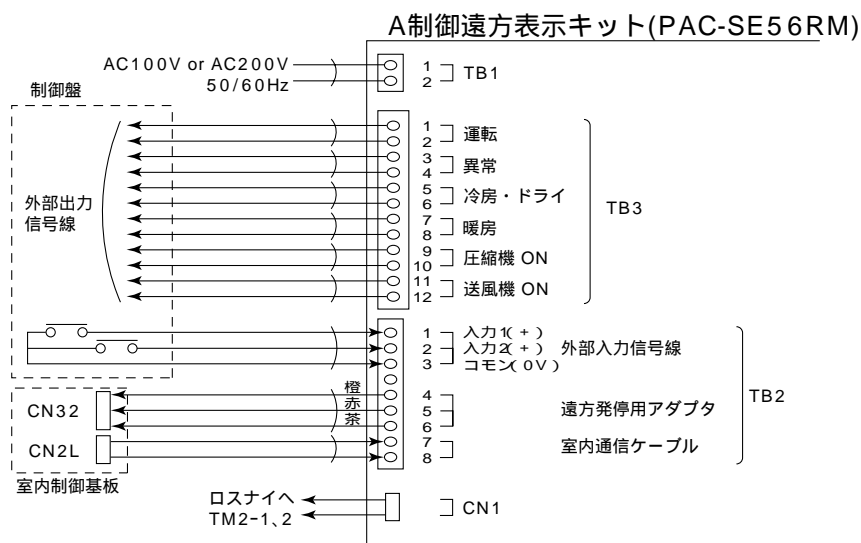 A制御遠方表示キット(PAC-SE56RM)
AC100V or AC200V
50/60Hz
1
2
TB1
制御盤
外部出力
信号線
1
2
運転
3
4
異常
5
6
冷房・ドライ
7
8
暖房
9
10
圧縮機 ON
11
12
送風機 ON
TB3
1 入力1(+)
2 入力2(+) 外部入力信号線
3 コモン(0V)
橙
赤
茶
4
5
6
遠方発停用アダプタ
7
8
室内通信ケーブル
TB2
CN32
CN2L
室内制御基板
ロスナイへ
TM2-1、2
CN1